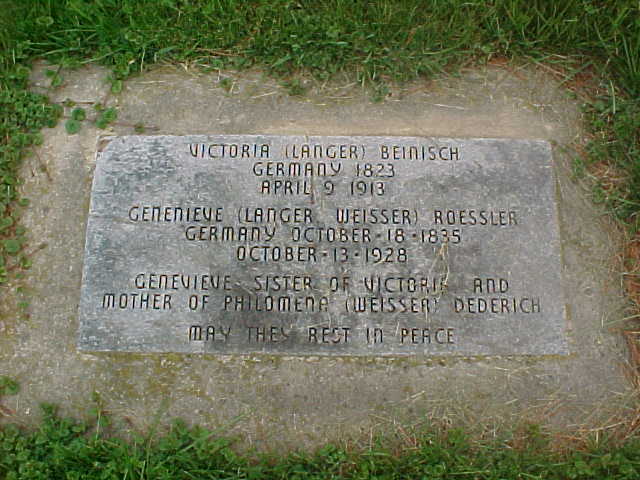 VICTORIA (LANGER) BEINISCH
GERMANY 1823
APRIL 9 1913
GENENIEVE (LANGER WEISSER) ROESSLER
GERMANY OCTOBER-18-1835
OCTOBER-13-1928
GENEVIEVE SISTER OF VICTORIA AND
MOTHER OF PHILOMENA (WEISSER) DEDERICH
MAY THEY REST IN PEACE